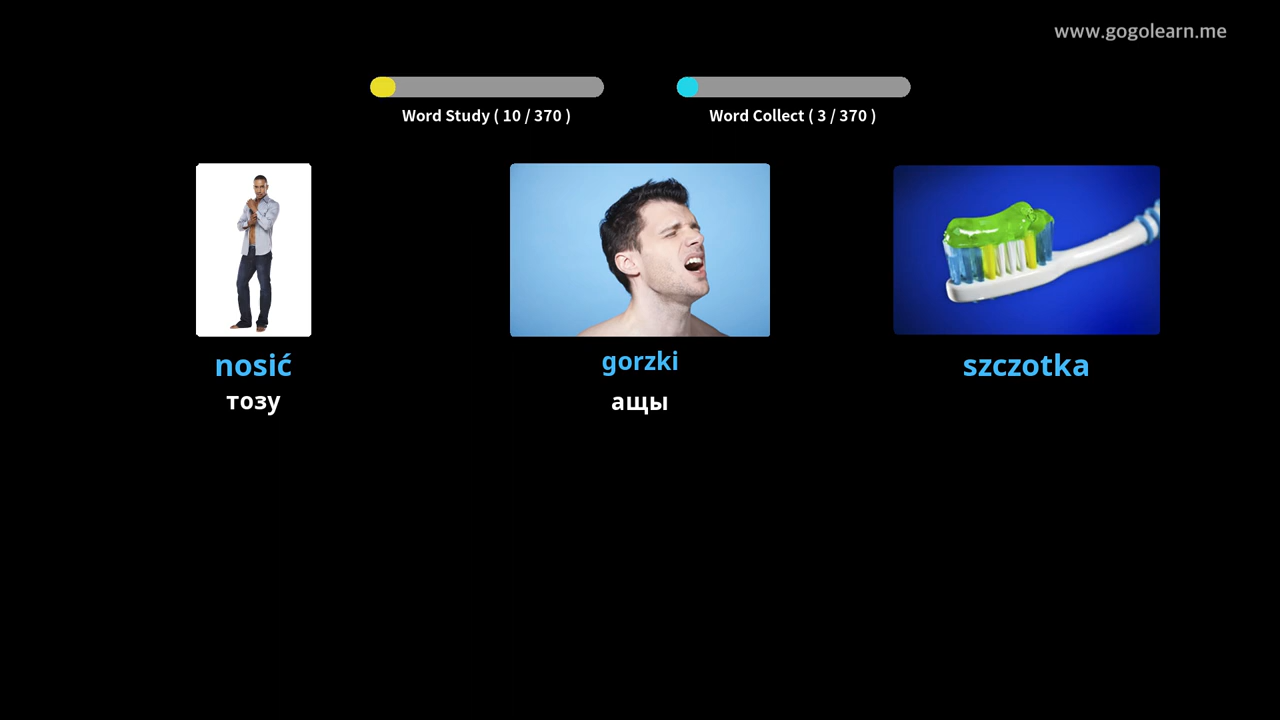 www.gogolearn.me
Word Study ( 10 / 370 )
Word Collect ( 3 / 370 )
nosić
тозу
gorzki
ащы
szczotka